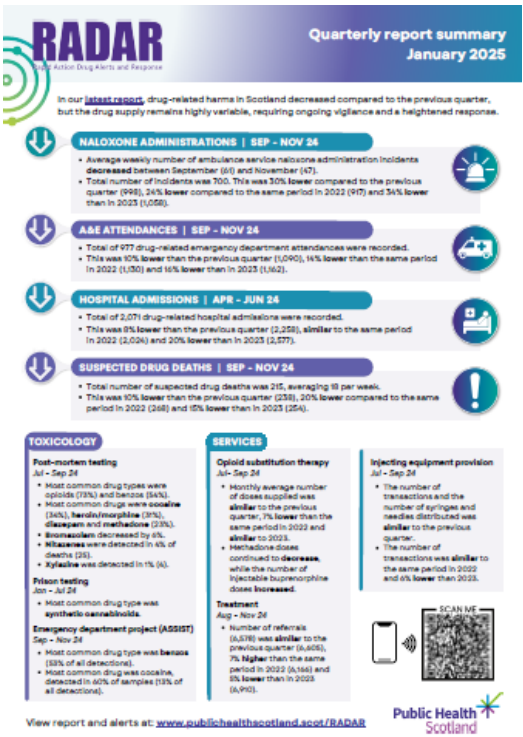 RADAR
Rapid Action Drug Alerts and Response
Quarterly report summary
January 2025
In our latest report, drug-related harms in Scotland decreased compared to the previous quarter,
but the drug supply remains highly variable, requiring ongoing vigilance and a heightened response.
NALOXONE ADMINISTRATIONS | SEP - NOV 24
• Average weekly number of ambulance service naloxone administration incidents
decreased between September (61) and November (47).
• Total number of incidents was 700. This was 30% lower compared to the previous
quarter (998), 24% lower compared to the same period in 2022 (917) and 34% lower
than in 2023 (1,058).
A&E ATTENDANCES | SEP - NOV 24
• Total of 977 drug-related emergency department attendances were recorded.
• This was 10% lower than the previous quarter (1,090), 14% lower than the same period
in 2022 (1,130) and 16% lower than in 2023 (1,162).
HOSPITAL ADMISSIONS | APR - JUN 24
• Total of 2,071 drug-related hospital admissions were recorded.
• This was 8% lower than the previous quarter (2,258), similar to the same period
in 2022 (2,024) and 20% lower than in 2023 (2,577).
SUSPECTED DRUG DEATHS | SEP - NOV 24
• Total number of suspected drug deaths was 215, averaging 18 per week.
• This was 10% lower than the previous quarter (238), 20% lower compared to the same
period in 2022 (268) and 15% lower than in 2023 (254).
TOXICOLOGY
Post-mortem testing
Jul - Sep 24
• Most common drug types were
opioids (73%) and benzos (56%).
• Most common drugs were cocaine
(36%), heroin/morphine (31%),
diazepam and methadone (23%).
• Bromazolam decreased by 6%.
• Nitazenes were detected in 6% of
deaths (25).
• Xylazine was detected in 1% (4).
Prison testing
Jan - Jul 24
• Most common drug type was
synthetic cannabinoids.
Emergency department project (ASSIST)
Sep - Nov 24
• Most common drug type was benzos
(53% of all detections).
• Most common drug was cocaine,
detected in 60% of samples (13% of
all detections).
SERVICES
Opioid substitution therapy
Jul- Sep 24
• Monthly average number
of doses supplied was
similar to the previous
quarter, 7% lower than the
same period in 2022 and
similar to 2023.
• Methadone doses
continued to decrease,
while the number of
injectable buprenorphine
doses increased.
Treatment
Aug - Nov 24
• Number of referrals
(6,578) was similar to the
previous quarter (6,605),
7% higher than the same
period in 2022 (6,166) and
5% lower than in 2023
(6,910).
Injecting equipment provision
Jul - Sep 24
• The number of
transactions and the
number of syringes and
needles distributed was
similar to the previous
quarter.
• The number of
transactions was similar to
the same period in 2022
and 6% lower than 2023.
SCAN ME
View report and alerts at: www.publichealthscotland.scot/RADAR
Public Health
Scotland